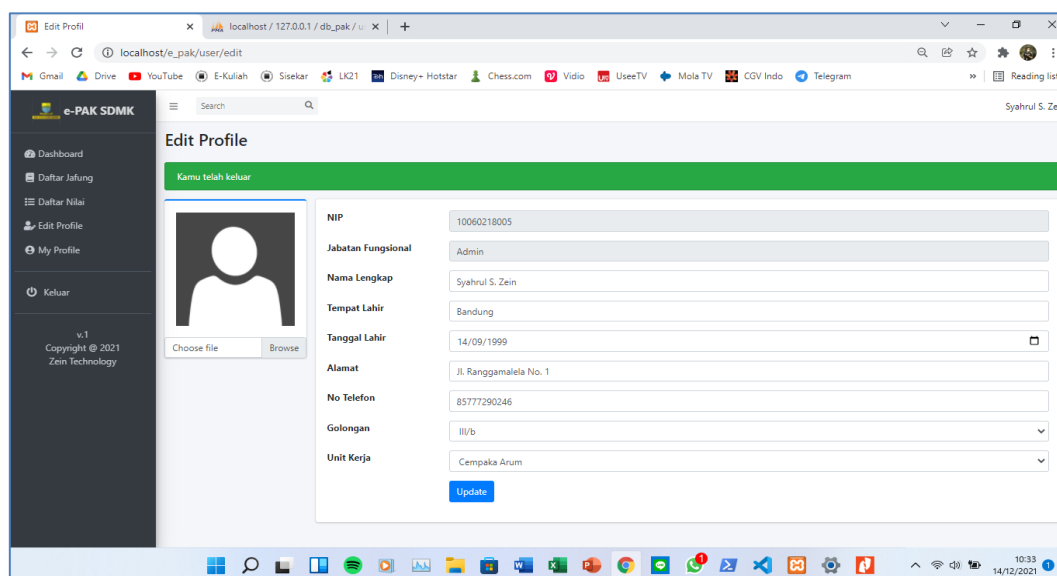 Edit Profil
localhost / 127.0.0.1 / db_pak / u
localhost/e_pak/user/edit
Gmail Drive YouTube E-Kuliah Sisekar LK21 Disney+ Hotstar Chess.com Vidio UseeTV Mola TV CGV Indo Telegram » Reading list
e-PAK SDMK
Search
Syahrul S. Ze
Dashboard
Daftar Jafung
Daftar Nilai
Edit Profile
My Profile
Keluar
v.1
Copyright @ 2021
Zein Technology
Edit Profile
Kamu telah keluar
Choose file Browse
NIP 10060218005
Jabatan Fungsional Admin
Nama Lengkap Syahrul S. Zein
Tempat Lahir Bandung
Tanggal Lahir 14/09/1999
Alamat Jl. Ranggamalela No. 1
No Telefon 85777290246
Golongan III/b
Unit Kerja Cempaka Arum
Update
10:33
14/12/2021